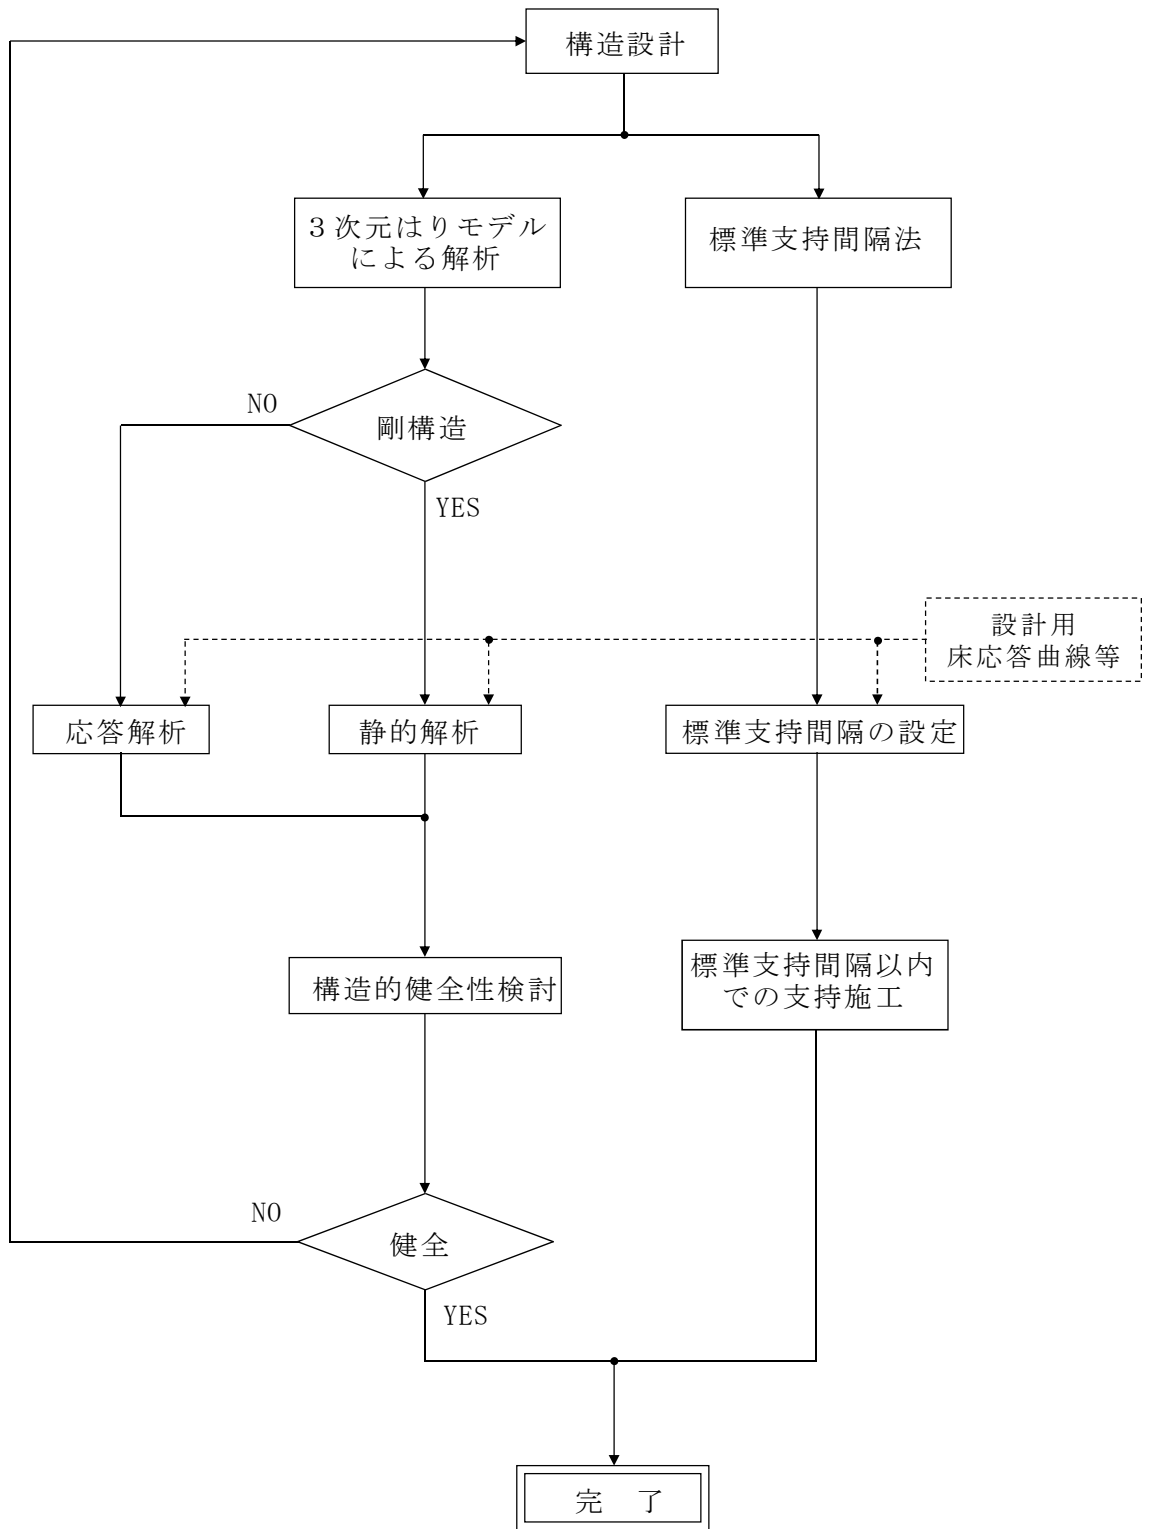 構造設計
３次元はりモデル
による解析
標準支持間隔法
NO
剛構造
YES
設計用
床応答曲線等
応答解析
静的解析
標準支持間隔の設定
構造的健全性検討
標準支持間隔以内
での支持施工
NO
健全
YES
完　了